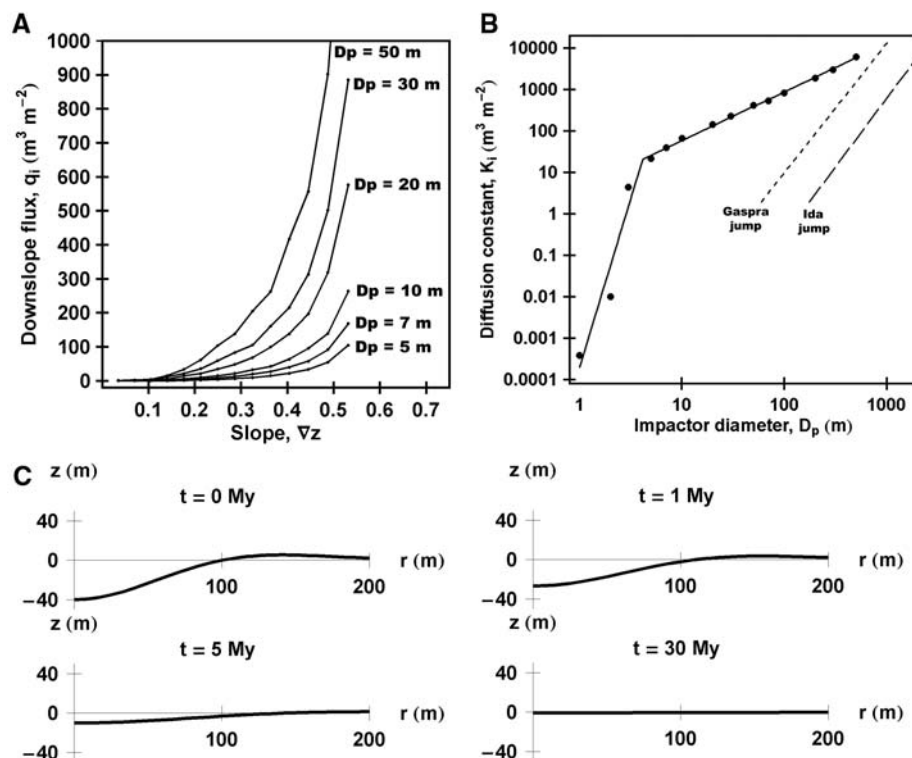 A
1000
900
800
700
600
500
400
300
200
100
0
Downslope flux, qᵢ (m³ m⁻²)
Dp = 50 m
Dp = 30 m
Dp = 20 m
Dp = 10 m
Dp = 7 m
Dp = 5 m
0.1 0.2 0.3 0.4 0.5 0.6 0.7
Slope, ∇z
B
10000
1000
100
10
1
0.1
0.01
0.001
0.0001
Diffusion constant, Kᵢ (m³ m⁻²)
Gaspra
jump
Ida
jump
1 10 100 1000
Impactor diameter, Dₚ (m)
C
z (m)
t = 0 My
40
0
−40
100 200
r (m)
z (m)
t = 1 My
40
0
−40
100 200
r (m)
z (m)
t = 5 My
40
0
−40
100 200
r (m)
z (m)
t = 30 My
40
0
−40
100 200
r (m)